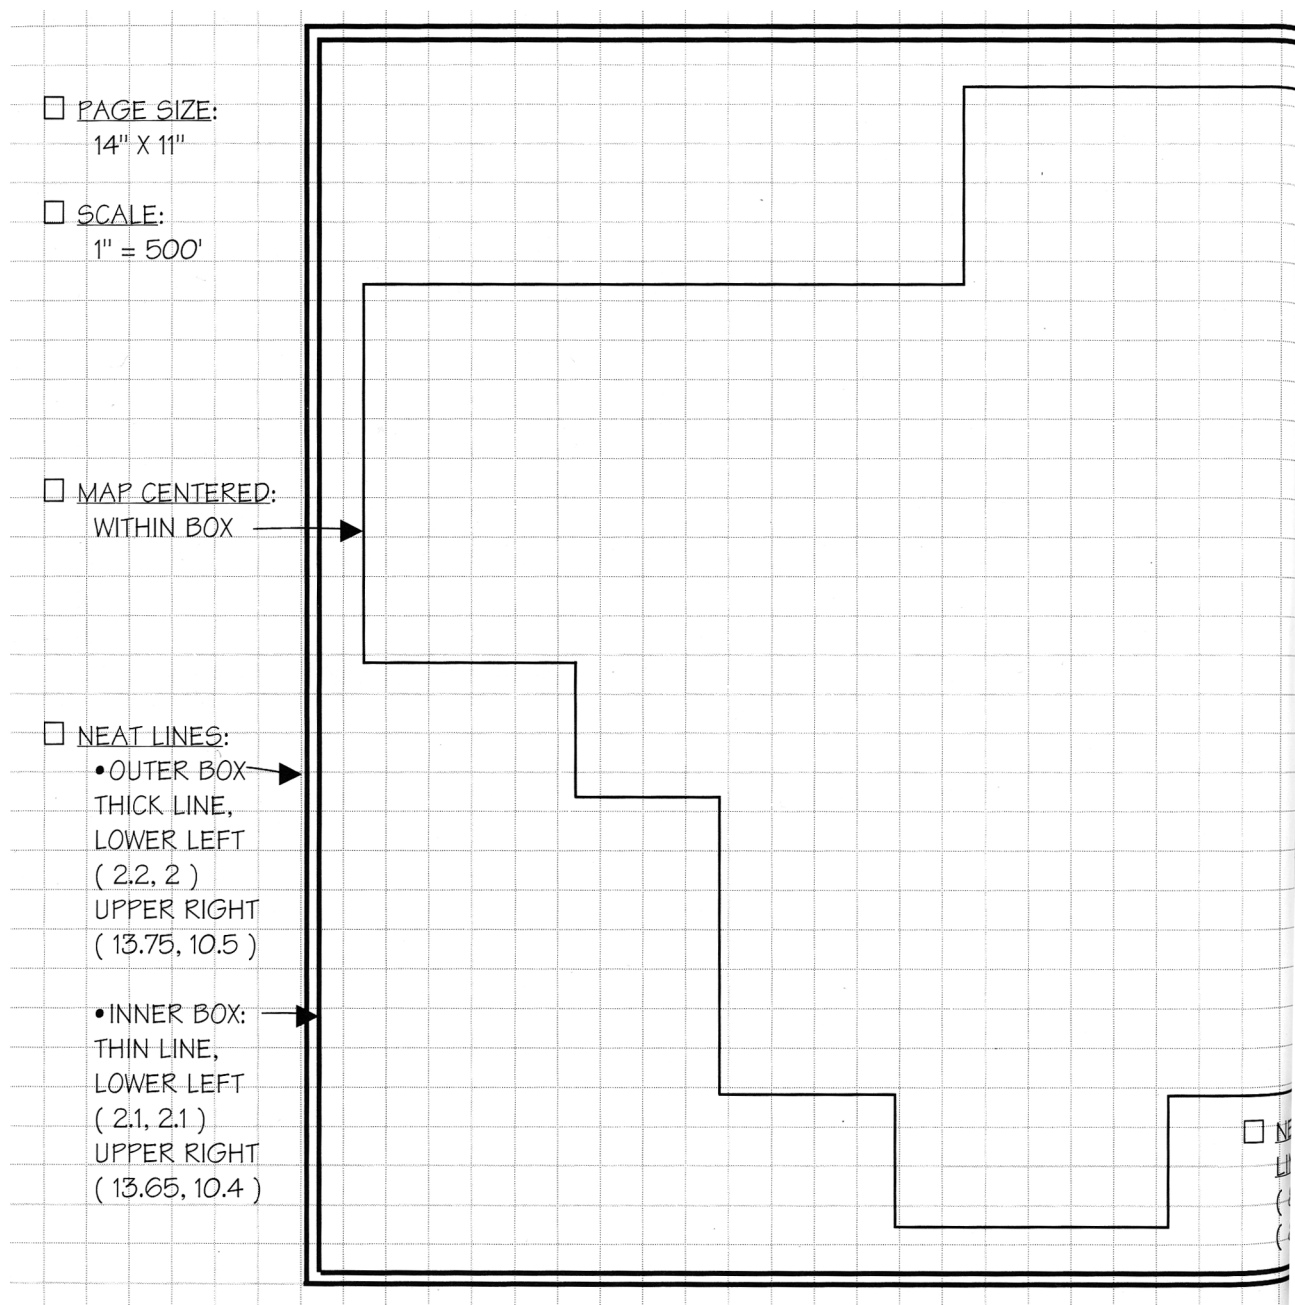 PAGE SIZE:
14" X 11"
SCALE:
1" = 500'
MAP CENTERED:
WITHIN BOX
NEAT LINES:
• OUTER BOX
THICK LINE,
LOWER LEFT
( 2.2, 2 )
UPPER RIGHT
( 13.75, 10.5 )
• INNER BOX:
THIN LINE,
LOWER LEFT
( 2.1, 2.1 )
UPPER RIGHT
( 13.65, 10.4 )